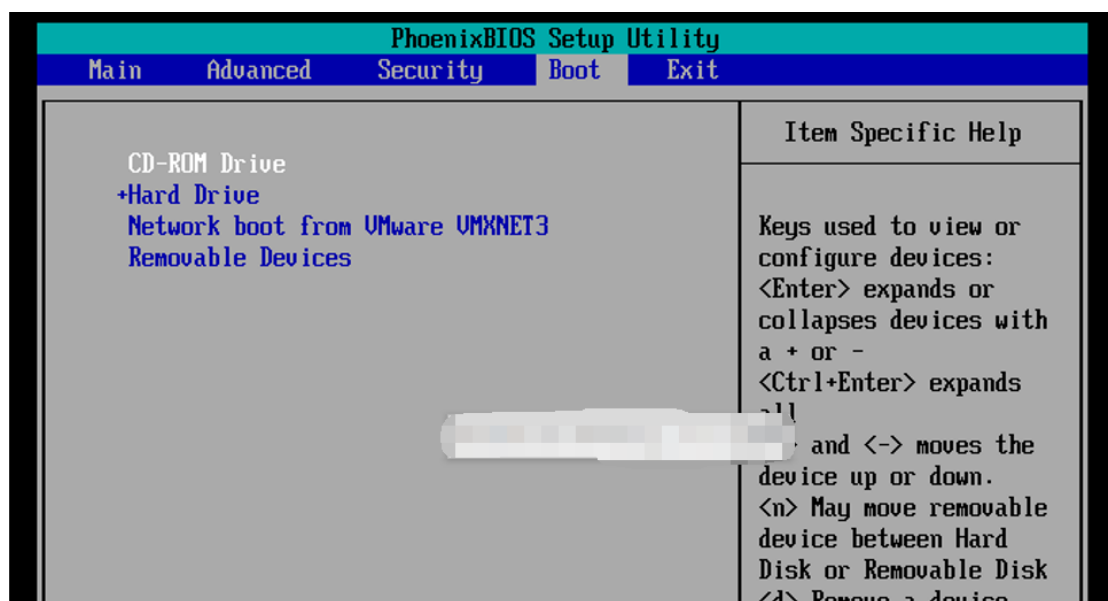 PhoenixBIOS Setup Utility
Main Advanced Security Boot Exit
CD-ROM Drive
+Hard Drive
Network boot from VMware VMXNET3
Removable Devices
Item Specific Help
Keys used to view or
configure devices:
<Enter> expands or
collapses devices with
a + or -
<Ctrl+Enter> expands
all
and <-> moves the
device up or down.
<n> May move removable
device between Hard
Disk or Removable Disk
<d> Remove a device